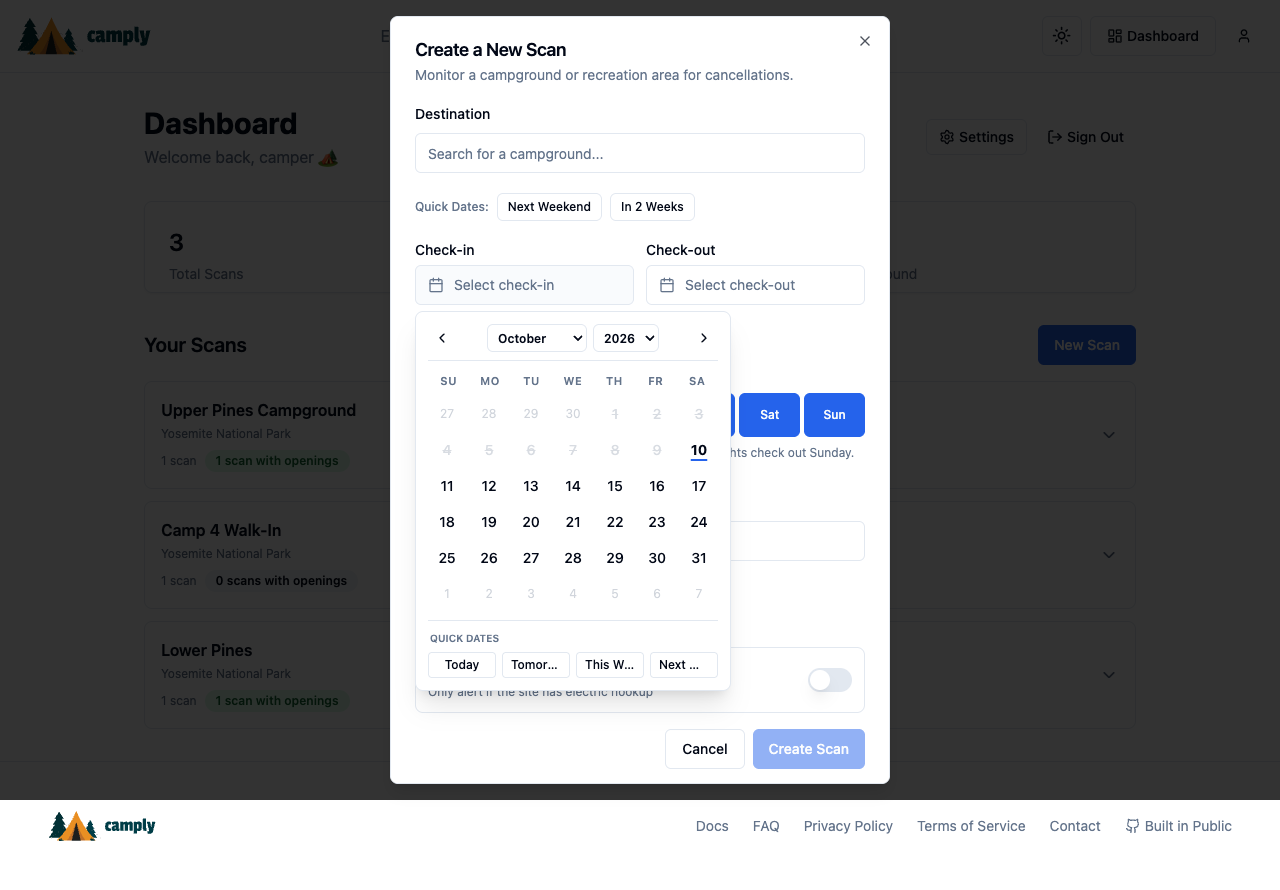 camply
E
Dashboard
Create a New Scan
Monitor a campground or recreation area for cancellations.
Dashboard
Welcome back, camper
Settings
Sign Out
Destination
Search for a campground...
Quick Dates:
Next Weekend
In 2 Weeks
3
Total Scans
Check-in
Check-out
Select check-in
Select check-out
October
2026
Your Scans
New Scan
SU MO TU WE TH FR SA
27 28 29 30 1 2 3
4 5 6 7 8 9 10
11 12 13 14 15 16 17
18 19 20 21 22 23 24
25 26 27 28 29 30 31
1 2 3 4 5 6 7
Sat
Sun
hts check out Sunday.
Upper Pines Campground
Yosemite National Park
1 scan
1 scan with openings
Camp 4 Walk-In
Yosemite National Park
1 scan
0 scans with openings
Lower Pines
Yosemite National Park
1 scan
1 scan with openings
QUICK DATES
Today
Tomor...
This W...
Next ...
Only alert if the site has electric hookup
Cancel
Create Scan
camply
Docs
FAQ
Privacy Policy
Terms of Service
Contact
Built in Public